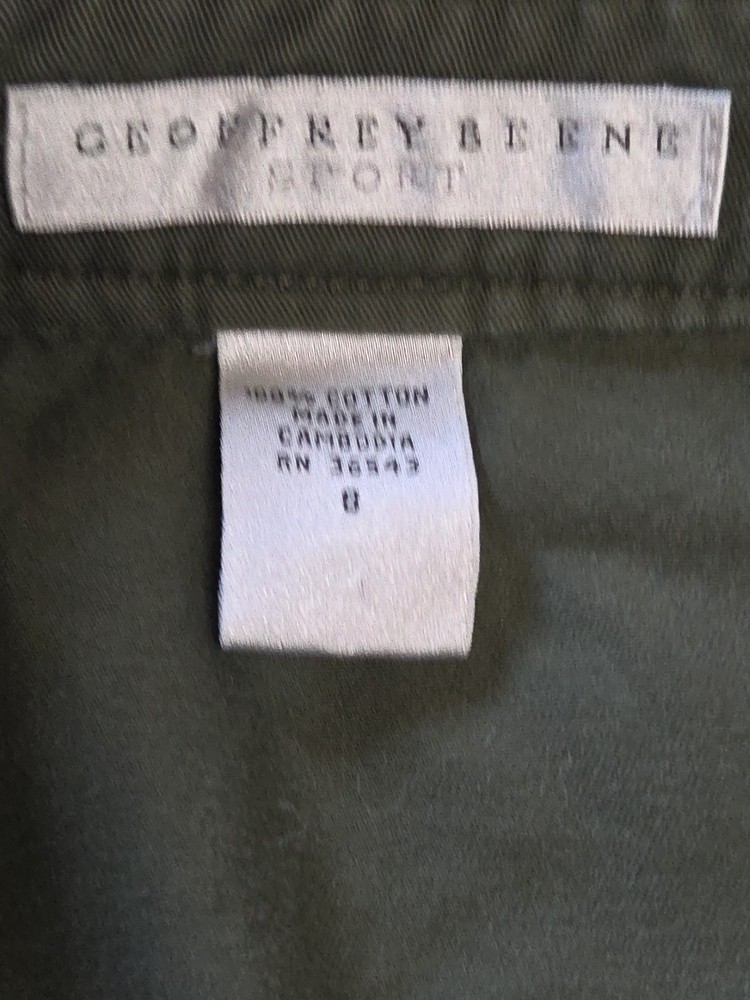 GEOFFREY BEENE
SPORT
100% COTTON
MADE IN
CAMBODIA
RN 36543
8